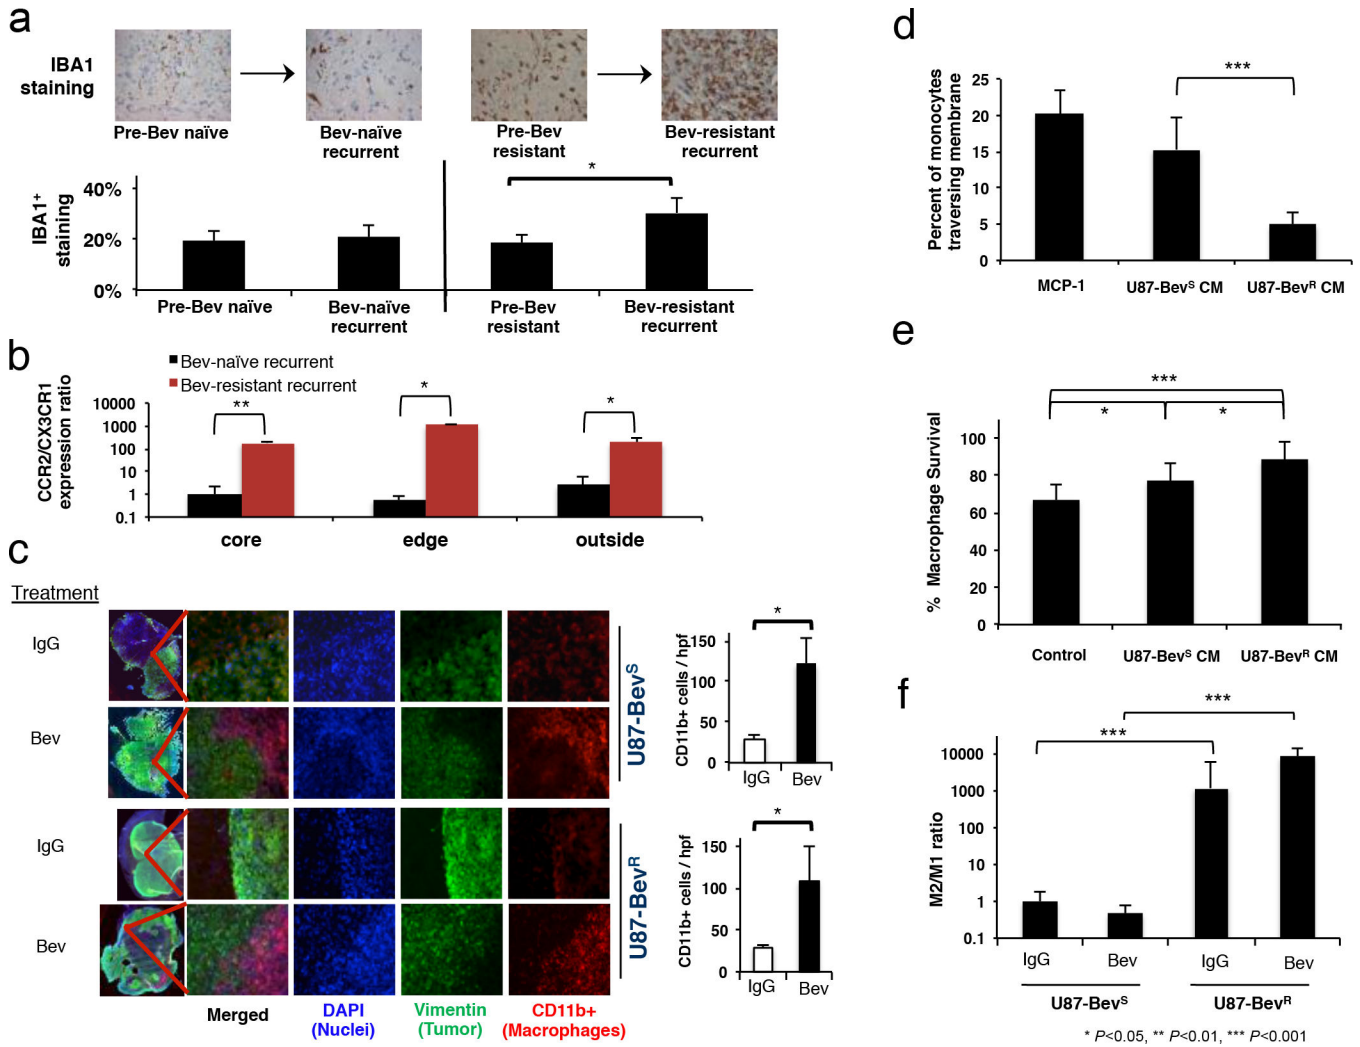 a
IBA1
staining
Pre-Bev naïve
Bev-naïve
recurrent
Pre-Bev
resistant
Bev-resistant
recurrent
*
IBA1+
staining
40%
20%
0%
Pre-Bev naïve
Bev-naïve
recurrent
Pre-Bev
resistant
Bev-resistant
recurrent
b
Bev-naïve recurrent
Bev-resistant recurrent
CCR2/CX3CR1
expression ratio
10000
1000
100
10
1
0.1
**
*
*
core
edge
outside
c
Treatment
IgG
Bev
IgG
Bev
U87-BevS
U87-BevR
Merged
DAPI
(Nuclei)
Vimentin
(Tumor)
CD11b+
(Macrophages)
CD11b+ cells / hpf
150
100
50
0
*
IgG
Bev
CD11b+ cells / hpf
150
100
50
0
*
IgG
Bev
d
Percent of monocytes
traversing membrane
25
20
15
10
5
0
***
MCP-1
U87-BevS CM
U87-BevR CM
e
% Macrophage Survival
100
80
60
40
20
0
***
*
*
Control
U87-BevS CM
U87-BevR CM
f
M2/M1 ratio
10000
1000
100
10
1
0.1
***
***
IgG
Bev
IgG
Bev
U87-BevS
U87-BevR
* P<0.05, ** P<0.01, *** P<0.001